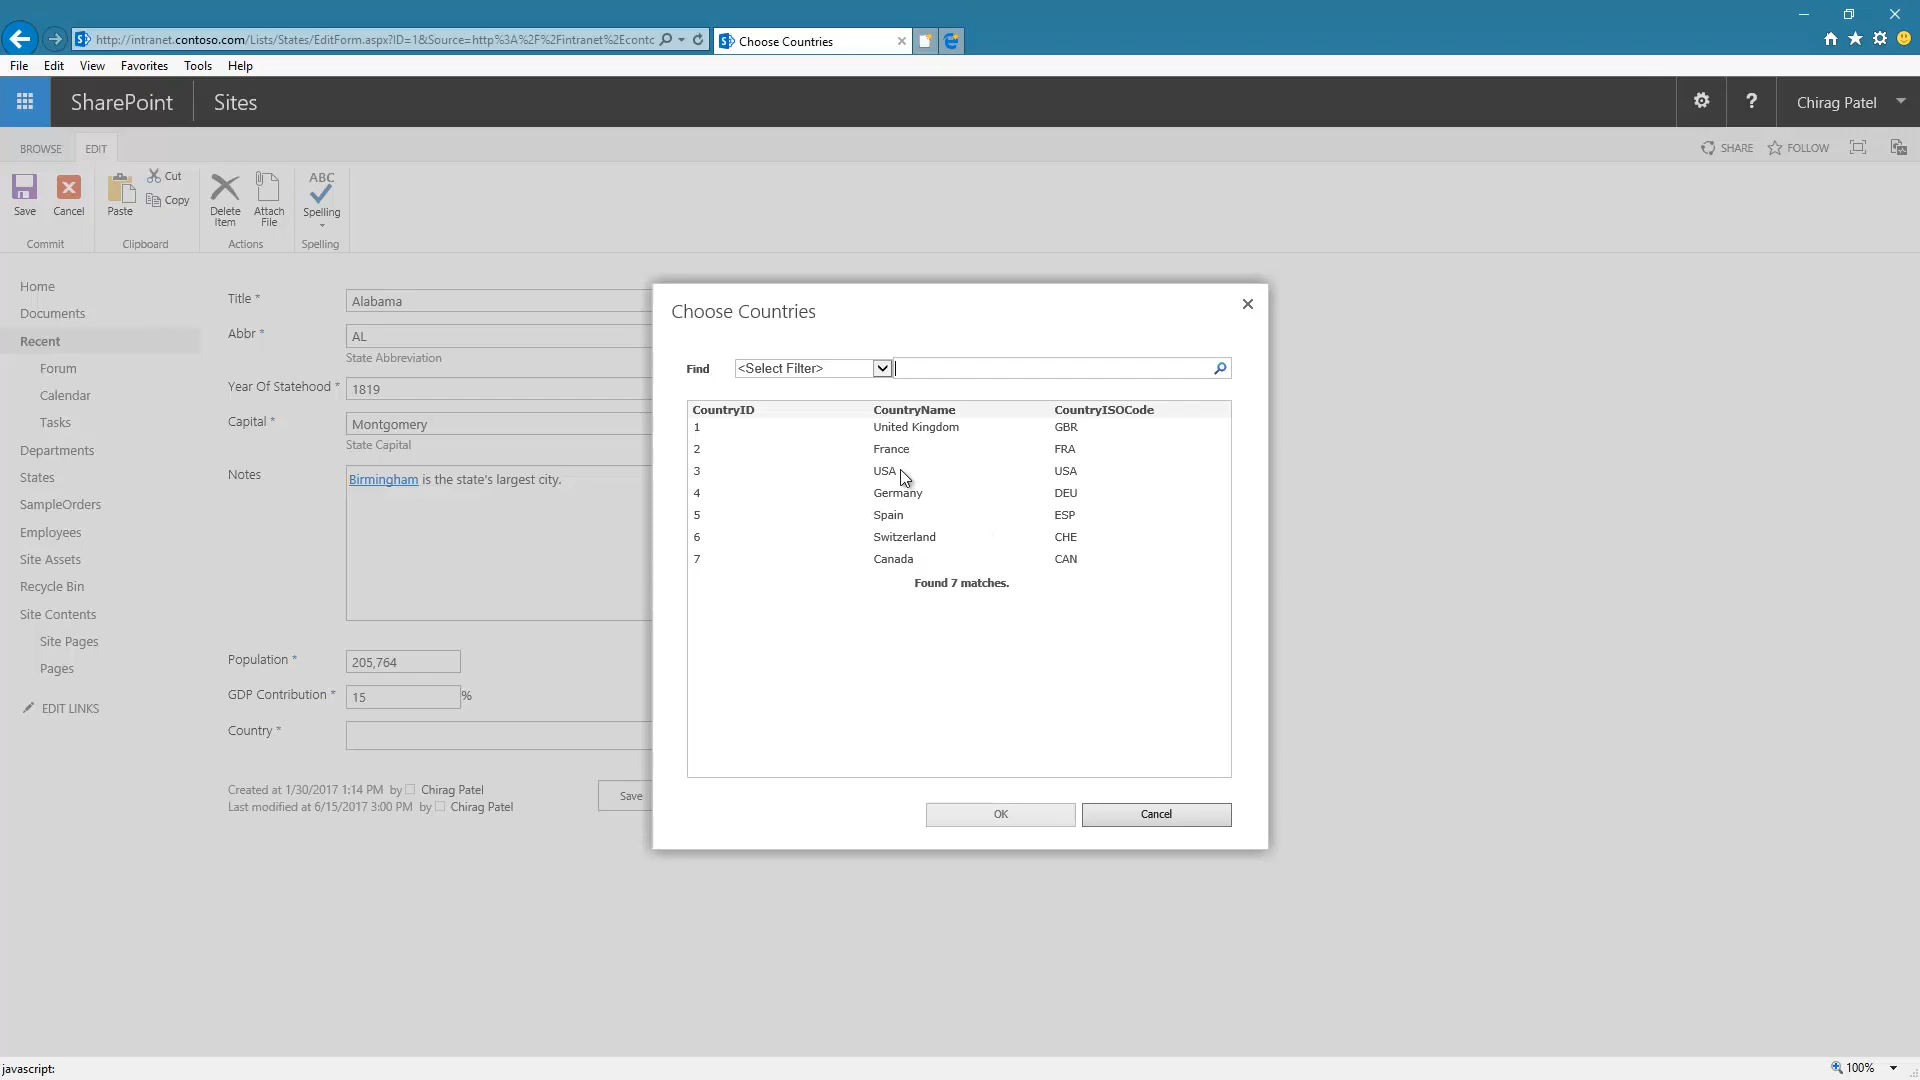 http://intranet.contoso.com/Lists/States/EditForm.aspx?ID=1&Source=http%3A%2F%2Fintranet%2Econtc
Choose Countries
File Edit View Favorites Tools Help
SharePoint Sites
? Chirag Patel
BROWSE EDIT
SHARE FOLLOW
Save
Cancel
Commit
Paste
Cut
Copy
Clipboard
Delete Item
Attach File
Actions
ABC
Spelling
Spelling
Home
Documents
Recent
Forum
Calendar
Tasks
Departments
States
SampleOrders
Employees
Site Assets
Recycle Bin
Site Contents
Site Pages
Pages
EDIT LINKS
Title * Alabama
Abbr * AL
State Abbreviation
Year Of Statehood * 1819
Capital * Montgomery
State Capital
Notes Birmingham is the state's largest city.
Population * 205,764
GDP Contribution * 15 %
Country *
Created at 1/30/2017 1:14 PM by Chirag Patel
Last modified at 6/15/2017 3:00 PM by Chirag Patel
Save
Choose Countries
Find <Select Filter>
CountryID CountryName CountryISOCode
1 United Kingdom GBR
2 France FRA
3 USA USA
4 Germany DEU
5 Spain ESP
6 Switzerland CHE
7 Canada CAN
Found 7 matches.
OK Cancel
javascript:
100%